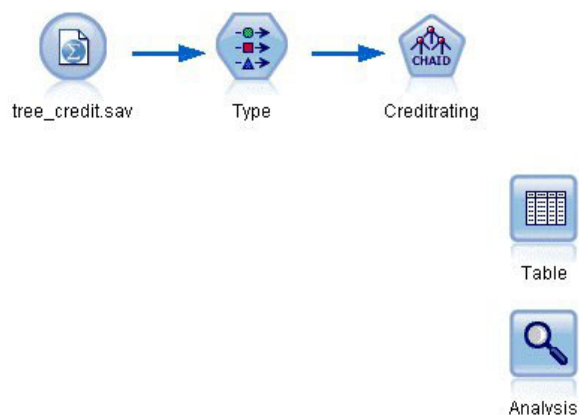 CHAID
tree_credit.sav
Type
Creditrating
Table
Analysis